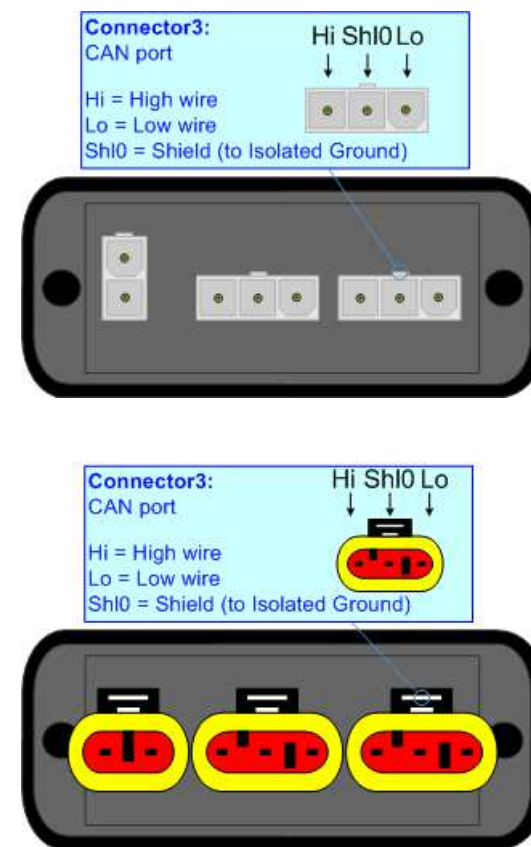 Connector3:
CAN port
Hi Shl0 Lo
Hi = High wire
Lo = Low wire
Shl0 = Shield (to Isolated Ground)
Connector3:
CAN port
Hi Shl0 Lo
Hi = High wire
Lo = Low wire
Shl0 = Shield (to Isolated Ground)